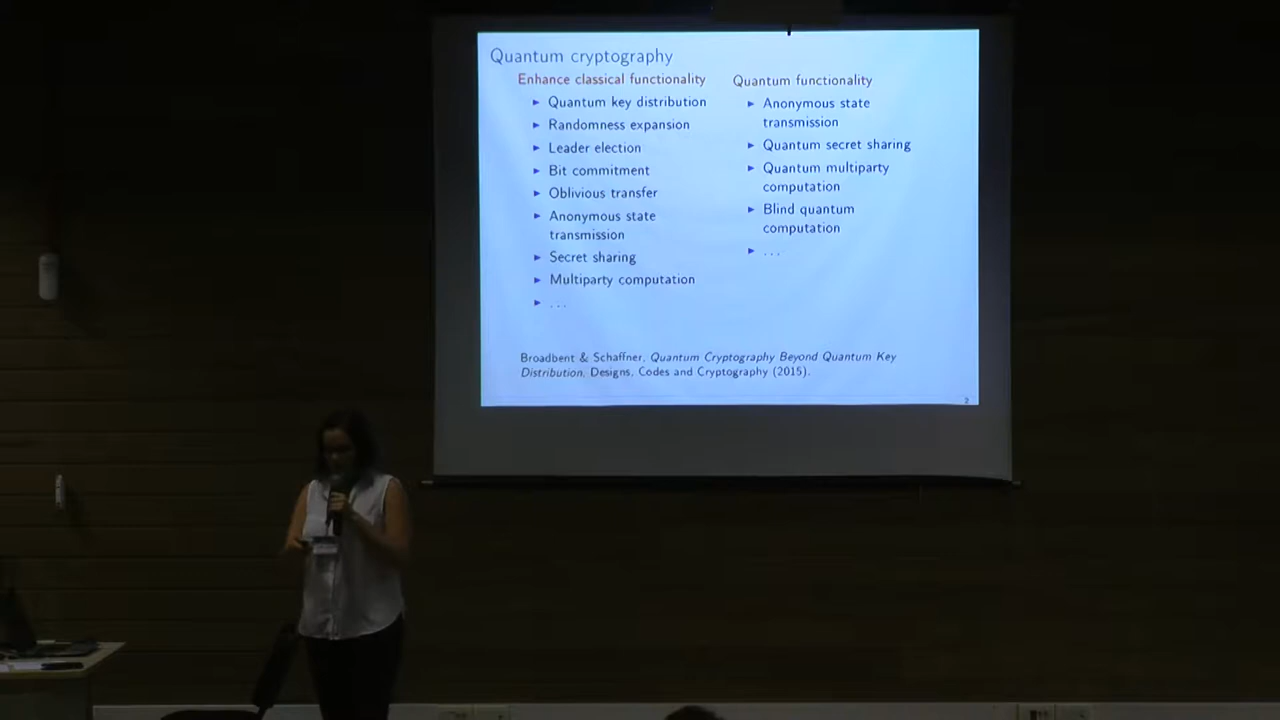 Quantum cryptography
Enhance classical functionality
► Quantum key distribution
► Randomness expansion
► Leader election
► Bit commitment
► Oblivious transfer
► Anonymous state
transmission
► Secret sharing
► Multiparty computation
► ...
Quantum functionality
► Anonymous state
transmission
► Quantum secret sharing
► Quantum multiparty
computation
► Blind quantum
computation
► ...
Broadbent & Schaffner, Quantum Cryptography Beyond Quantum Key
Distribution, Designs, Codes and Cryptography (2015).
2